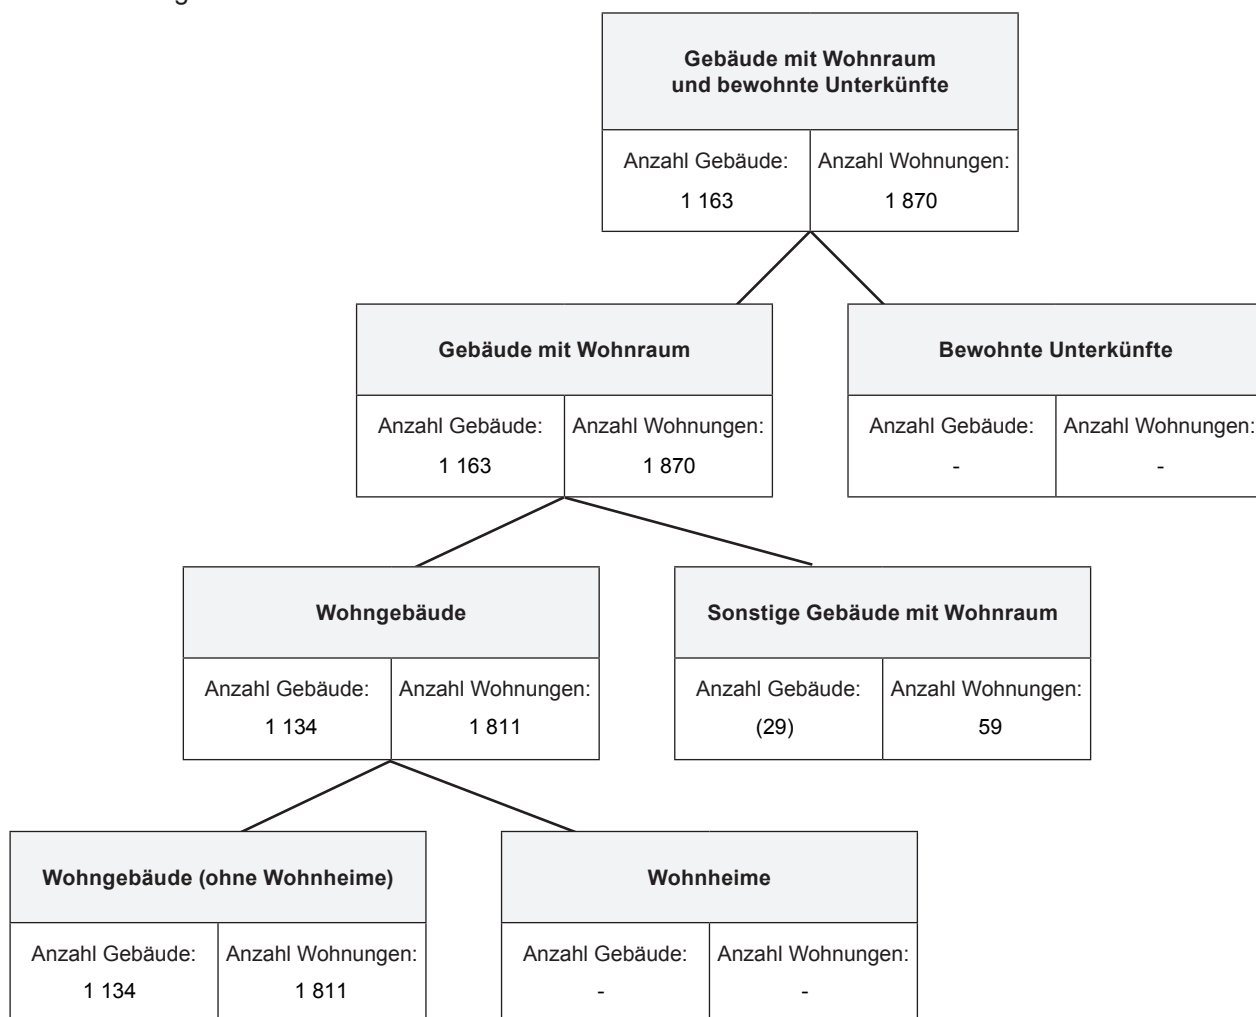 Gebäude mit Wohnraum
und bewohnte Unterkünfte
Anzahl Gebäude: Anzahl Wohnungen:
1 163 1 870
Gebäude mit Wohnraum Bewohnte Unterkünfte
Anzahl Gebäude: Anzahl Wohnungen: Anzahl Gebäude: Anzahl Wohnungen:
1 163 1 870 - -
Wohngebäude Sonstige Gebäude mit Wohnraum
Anzahl Gebäude: Anzahl Wohnungen: Anzahl Gebäude: Anzahl Wohnungen:
1 134 1 811 (29) 59
Wohngebäude (ohne Wohnheime) Wohnheime
Anzahl Gebäude: Anzahl Wohnungen: Anzahl Gebäude: Anzahl Wohnungen:
1 134 1 811 - -